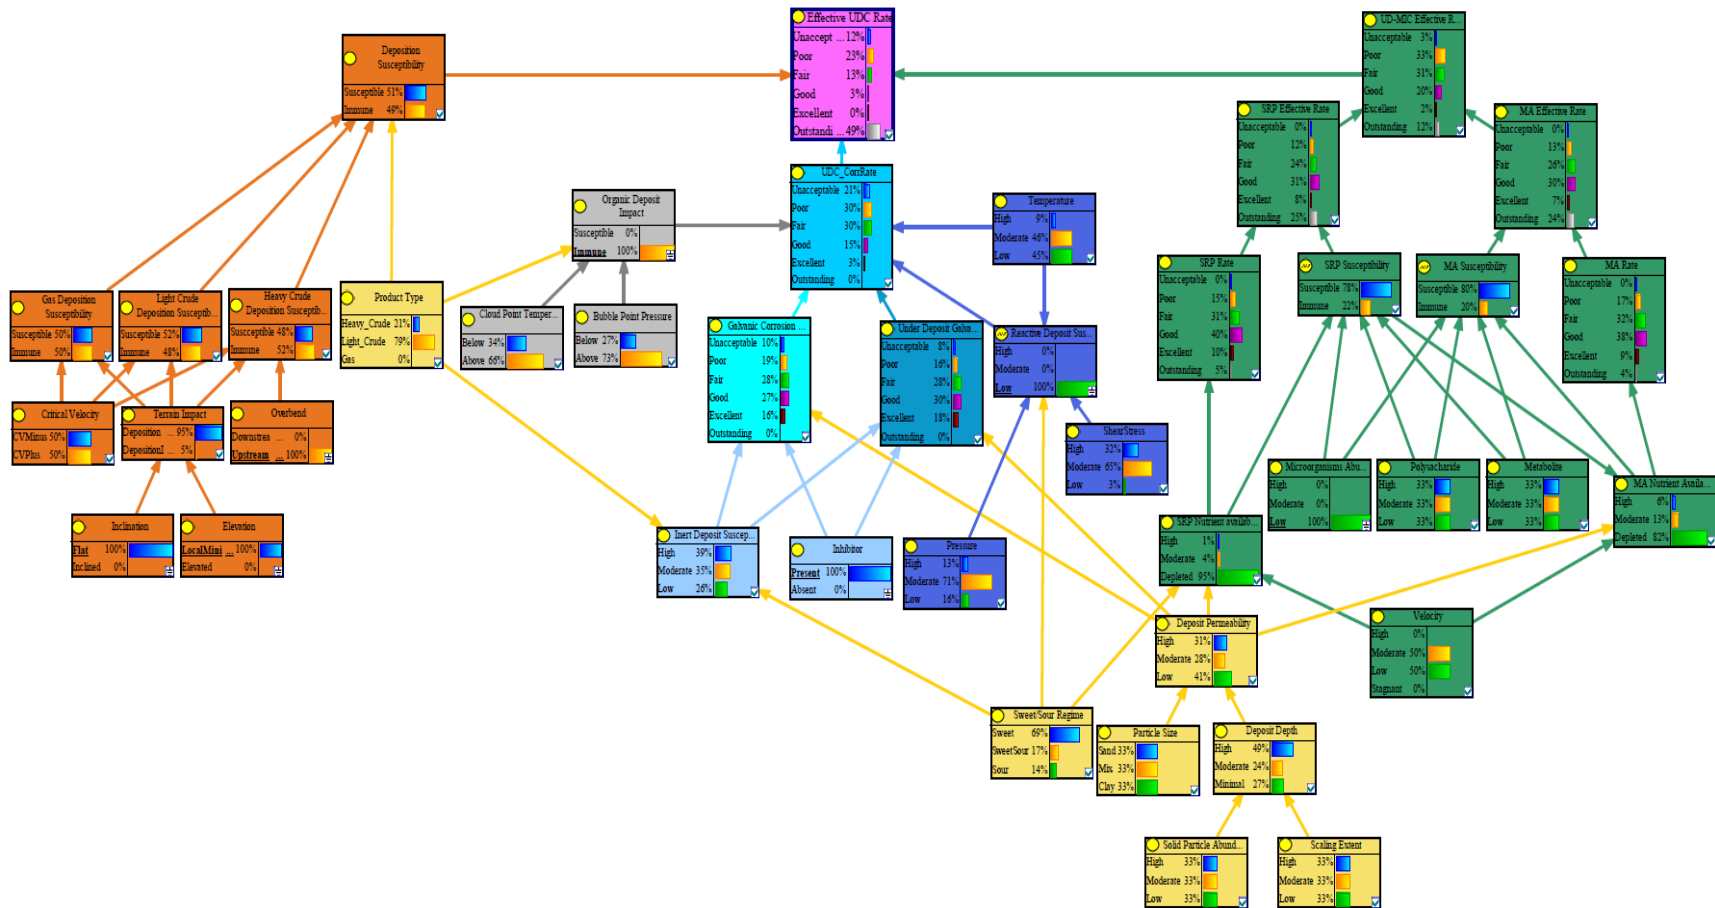 Effective UDC Rate
Unaccept ... 12%
Poor 23%
Fair 13%
Good 3%
Excellent 0%
Outstandi ... 49%
UD-MIC Effective R...
Unacceptable 3%
Poor 33%
Fair 31%
Good 20%
Excellent 2%
Outstanding 12%
Deposition
Susceptibility
Susceptible 51%
Immune 49%
SRP Effective Rate
Unacceptable 0%
Poor 12%
Fair 24%
Good 31%
Excellent 8%
Outstanding 25%
MA Effective Rate
Unacceptable 0%
Poor 13%
Fair 26%
Good 30%
Excellent 7%
Outstanding 24%
UDC_CorrRate
Unacceptable 21%
Poor 30%
Fair 30%
Good 15%
Excellent 3%
Outstanding 0%
Organic Deposit
Impact
Susceptible 0%
Immune 100%
Temperature
High 9%
Moderate 46%
Low 45%
SRP Rate
Unacceptable 0%
Poor 15%
Fair 31%
Good 40%
Excellent 10%
Outstanding 5%
SRP Susceptibility
Susceptible 78%
Immune 22%
MA Susceptibility
Susceptible 80%
Immune 20%
MA Rate
Unacceptable 0%
Poor 17%
Fair 32%
Good 38%
Excellent 9%
Outstanding 4%
Gas Deposition
Susceptibility
Susceptible 50%
Immune 50%
Light Crude
Deposition Susceptib...
Susceptible 52%
Immune 48%
Heavy Crude
Deposition Susceptib...
Susceptible 48%
Immune 52%
Product Type
Heavy_Crude 21%
Light_Crude 79%
Gas 0%
Cloud Point Temper...
Below 34%
Above 66%
Bubble Point Pressure
Below 27%
Above 73%
Galvanic Corrosion ...
Unacceptable 10%
Poor 19%
Fair 28%
Good 27%
Excellent 16%
Outstanding 0%
Under Deposit Galva...
Unacceptable 8%
Poor 16%
Fair 28%
Good 30%
Excellent 18%
Outstanding 0%
Reactive Deposit Sus...
High 0%
Moderate 0%
Low 100%
Critical Velocity
CVMinus 50%
CVPlus 50%
Terrain Impact
Deposition ... 95%
DepositionI... 5%
Overbend
Downstrea ... 0%
Upstream ... 100%
ShearStress
High 32%
Moderate 65%
Low 3%
Microorganisms Abu...
High 0%
Moderate 0%
Low 100%
Polysacharide
High 33%
Moderate 33%
Low 33%
Metabolite
High 33%
Moderate 33%
Low 33%
MA Nutrient Availa...
High 6%
Moderate 13%
Depleted 82%
Inclination
Flat 100%
Inclined 0%
Elevation
LocalMini ... 100%
Elevated 0%
Inert Deposit Suscep...
High 39%
Moderate 35%
Low 26%
Inhibitor
Present 100%
Absent 0%
Pressure
High 13%
Moderate 71%
Low 16%
SRP Nutrient availab...
High 1%
Moderate 4%
Depleted 95%
Velocity
High 0%
Moderate 50%
Low 50%
Stagnant 0%
Deposit Permeability
High 31%
Moderate 28%
Low 41%
Sweet/Sour Regime
Sweet 69%
SweetSour 17%
Sour 14%
Particle Size
Sand 33%
Mix 33%
Clay 33%
Deposit Depth
High 49%
Moderate 24%
Minimal 27%
Solid Particle Abund...
High 33%
Moderate 33%
Low 33%
Scaling Extent
High 33%
Moderate 33%
Low 33%